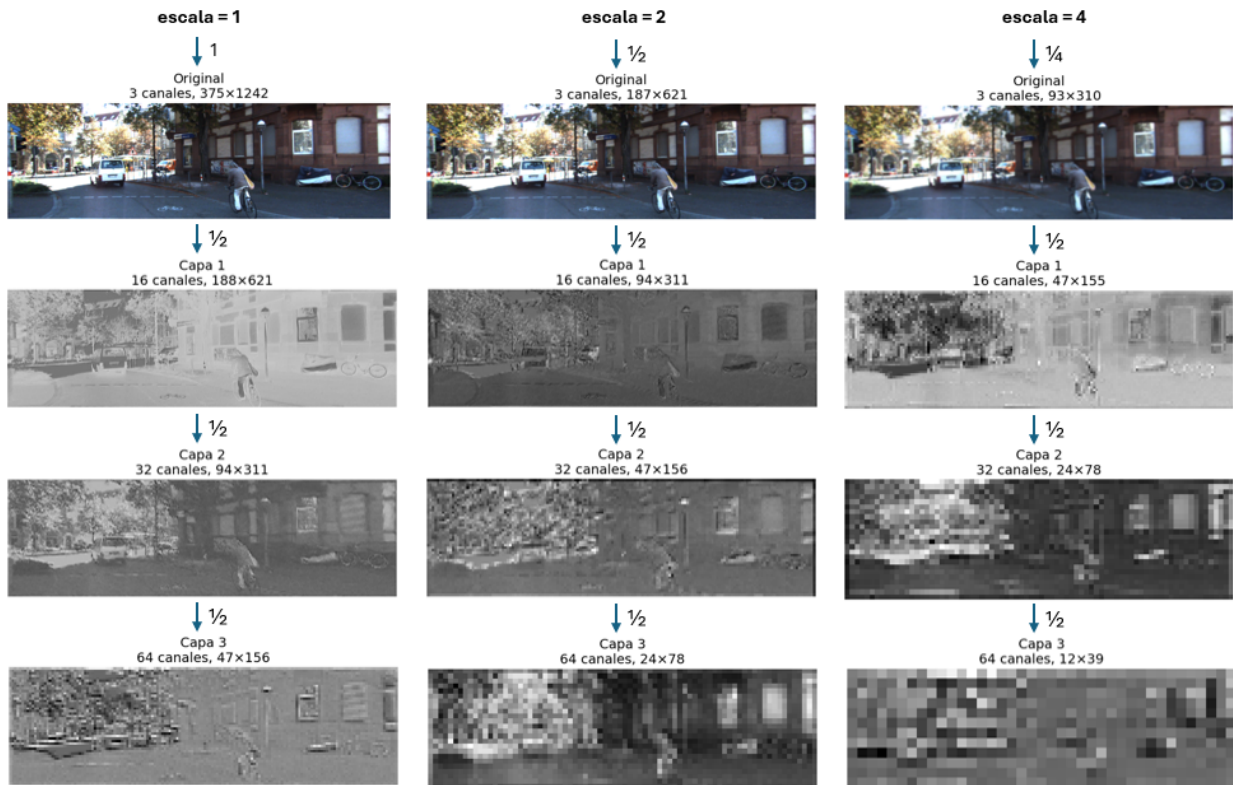 escala = 1
escala = 2
escala = 4
1
½
¼
Original
3 canales, 375×1242
Original
3 canales, 187×621
Original
3 canales, 93×310
½
½
½
Capa 1
16 canales, 188×621
Capa 1
16 canales, 94×311
Capa 1
16 canales, 47×155
½
½
½
Capa 2
32 canales, 94×311
Capa 2
32 canales, 47×156
Capa 2
32 canales, 24×78
½
½
½
Capa 3
64 canales, 47×156
Capa 3
64 canales, 24×78
Capa 3
64 canales, 12×39